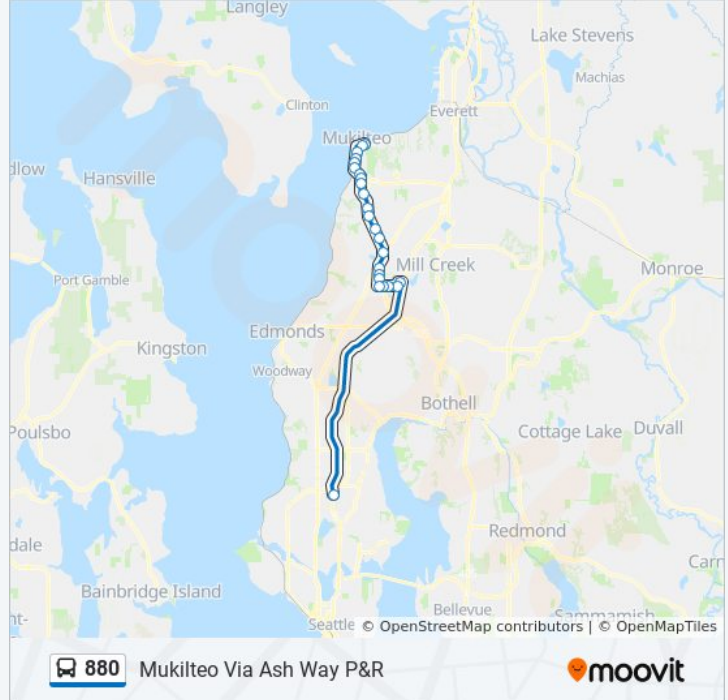 Langley
Lake Stevens
Machias
Clinton
Everett
Mukilteo
dlow
Hansville
Mill Creek
Monroe
Port Gamble
Edmonds
Kingston
Woodway
Bothell
Poulsbo
Cottage Lake
Duvall
Redmond
dale
Carn
Bainbridge Island
nt-
Bellevue
Sammamish
Seattle
© OpenStreetMap contributors | © OpenMapTiles
880
Mukilteo Via Ash Way P&R
moovit